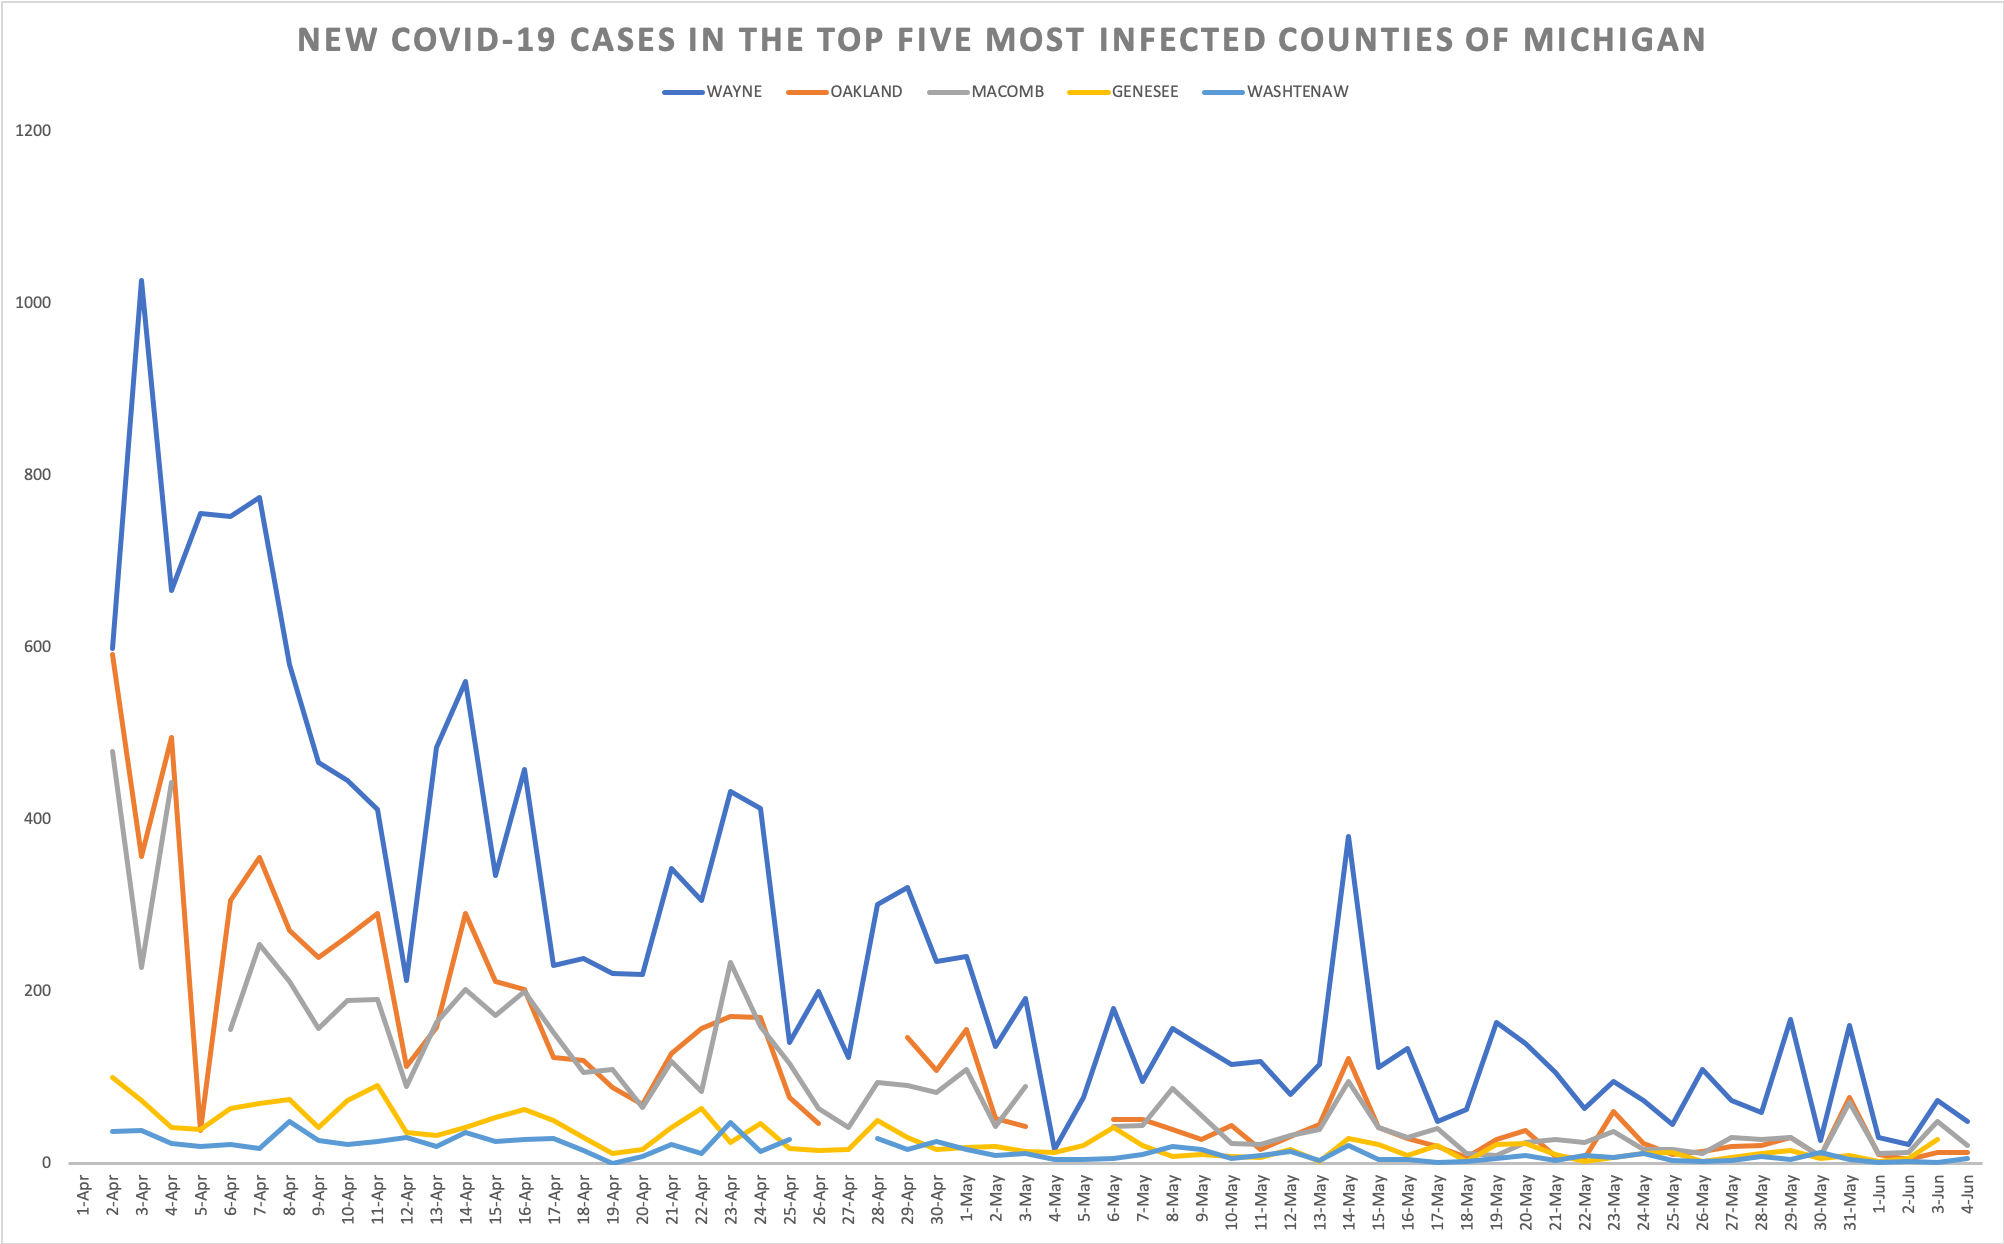 NEW COVID-19 CASES IN THE TOP FIVE MOST INFECTED COUNTIES OF MICHIGAN
WAYNE OAKLAND MACOMB GENESEE WASHTENAW
1200
1000
800
600
400
200
0
1-Apr 2-Apr 3-Apr 4-Apr 5-Apr 6-Apr 7-Apr 8-Apr 9-Apr 10-Apr 11-Apr 12-Apr 13-Apr 14-Apr 15-Apr 16-Apr 17-Apr 18-Apr 19-Apr 20-Apr 21-Apr 22-Apr 23-Apr 24-Apr 25-Apr 26-Apr 27-Apr 28-Apr 29-Apr 30-Apr 1-May 2-May 3-May 4-May 5-May 6-May 7-May 8-May 9-May 10-May 11-May 12-May 13-May 14-May 15-May 16-May 17-May 18-May 19-May 20-May 21-May 22-May 23-May 24-May 25-May 26-May 27-May 28-May 29-May 30-May 31-May 1-Jun 2-Jun 3-Jun 4-Jun